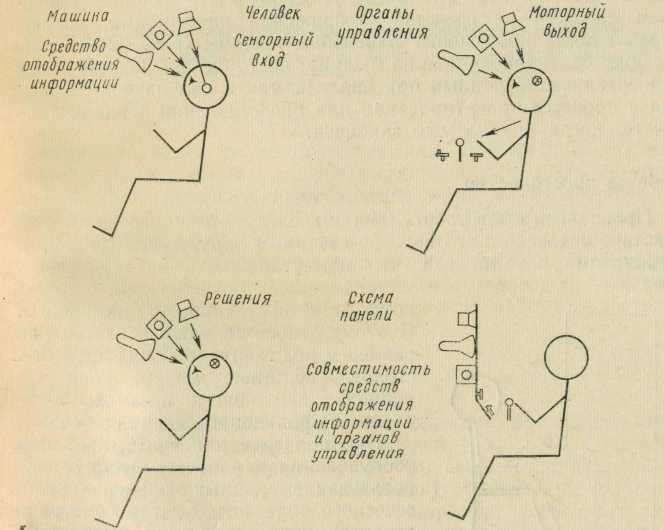 Машина
Средство
отображения
информации
Человек
Сенсорный
вход
Органы
управления
Моторный
выход
Решения
Схема
панели
Совместимость
средств
отображения
информации
и органов
управления